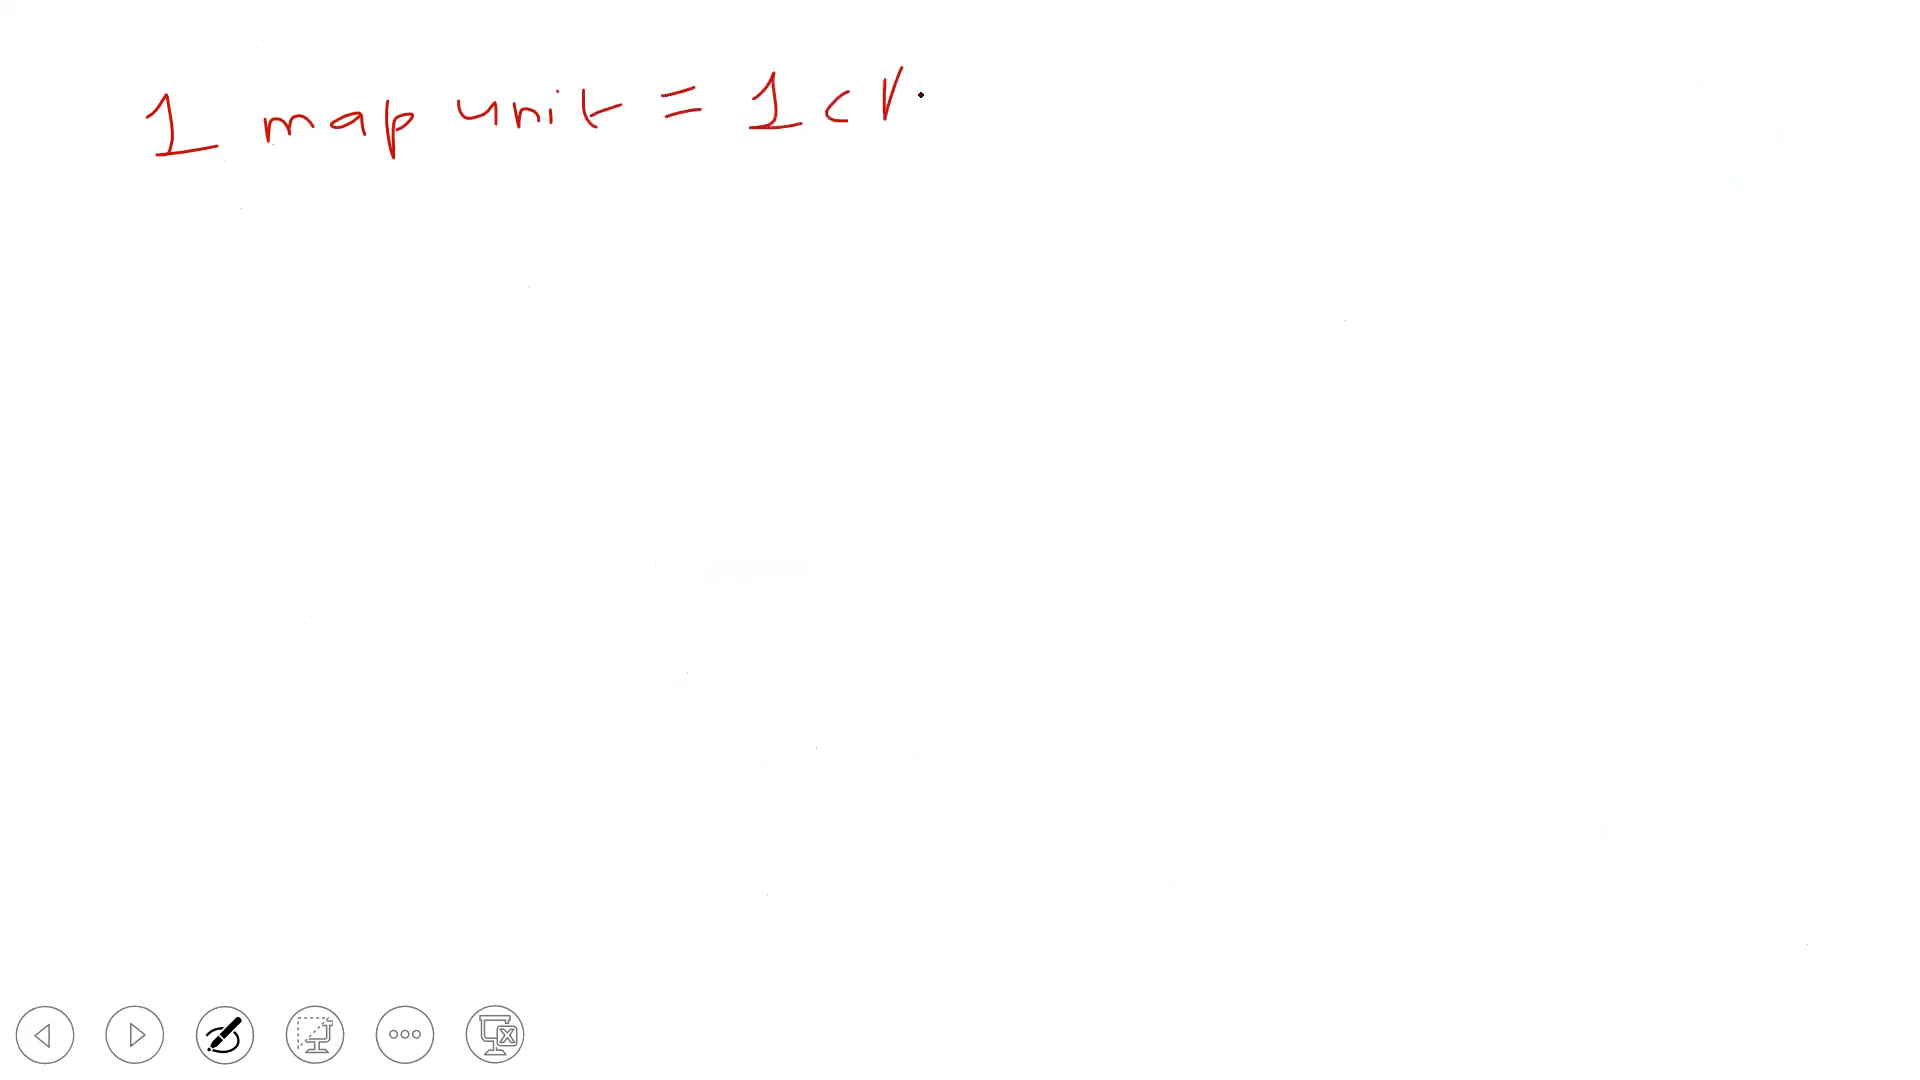 1 map unit = 1 c